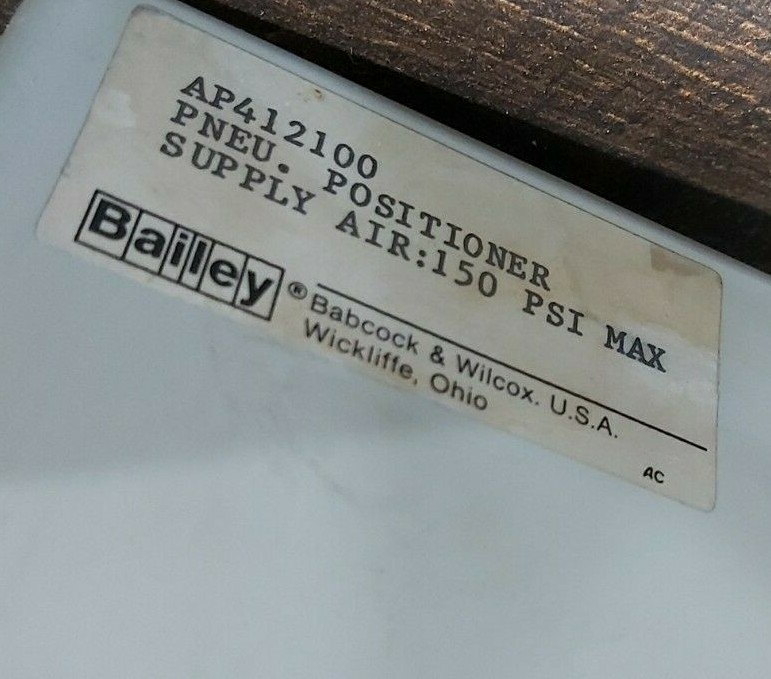 AP412100
PNEU. POSITIONER
SUPPLY AIR:150 PSI MAX
Bailey®
Babcock & Wilcox. U.S.A.
Wickliffe, Ohio
AC